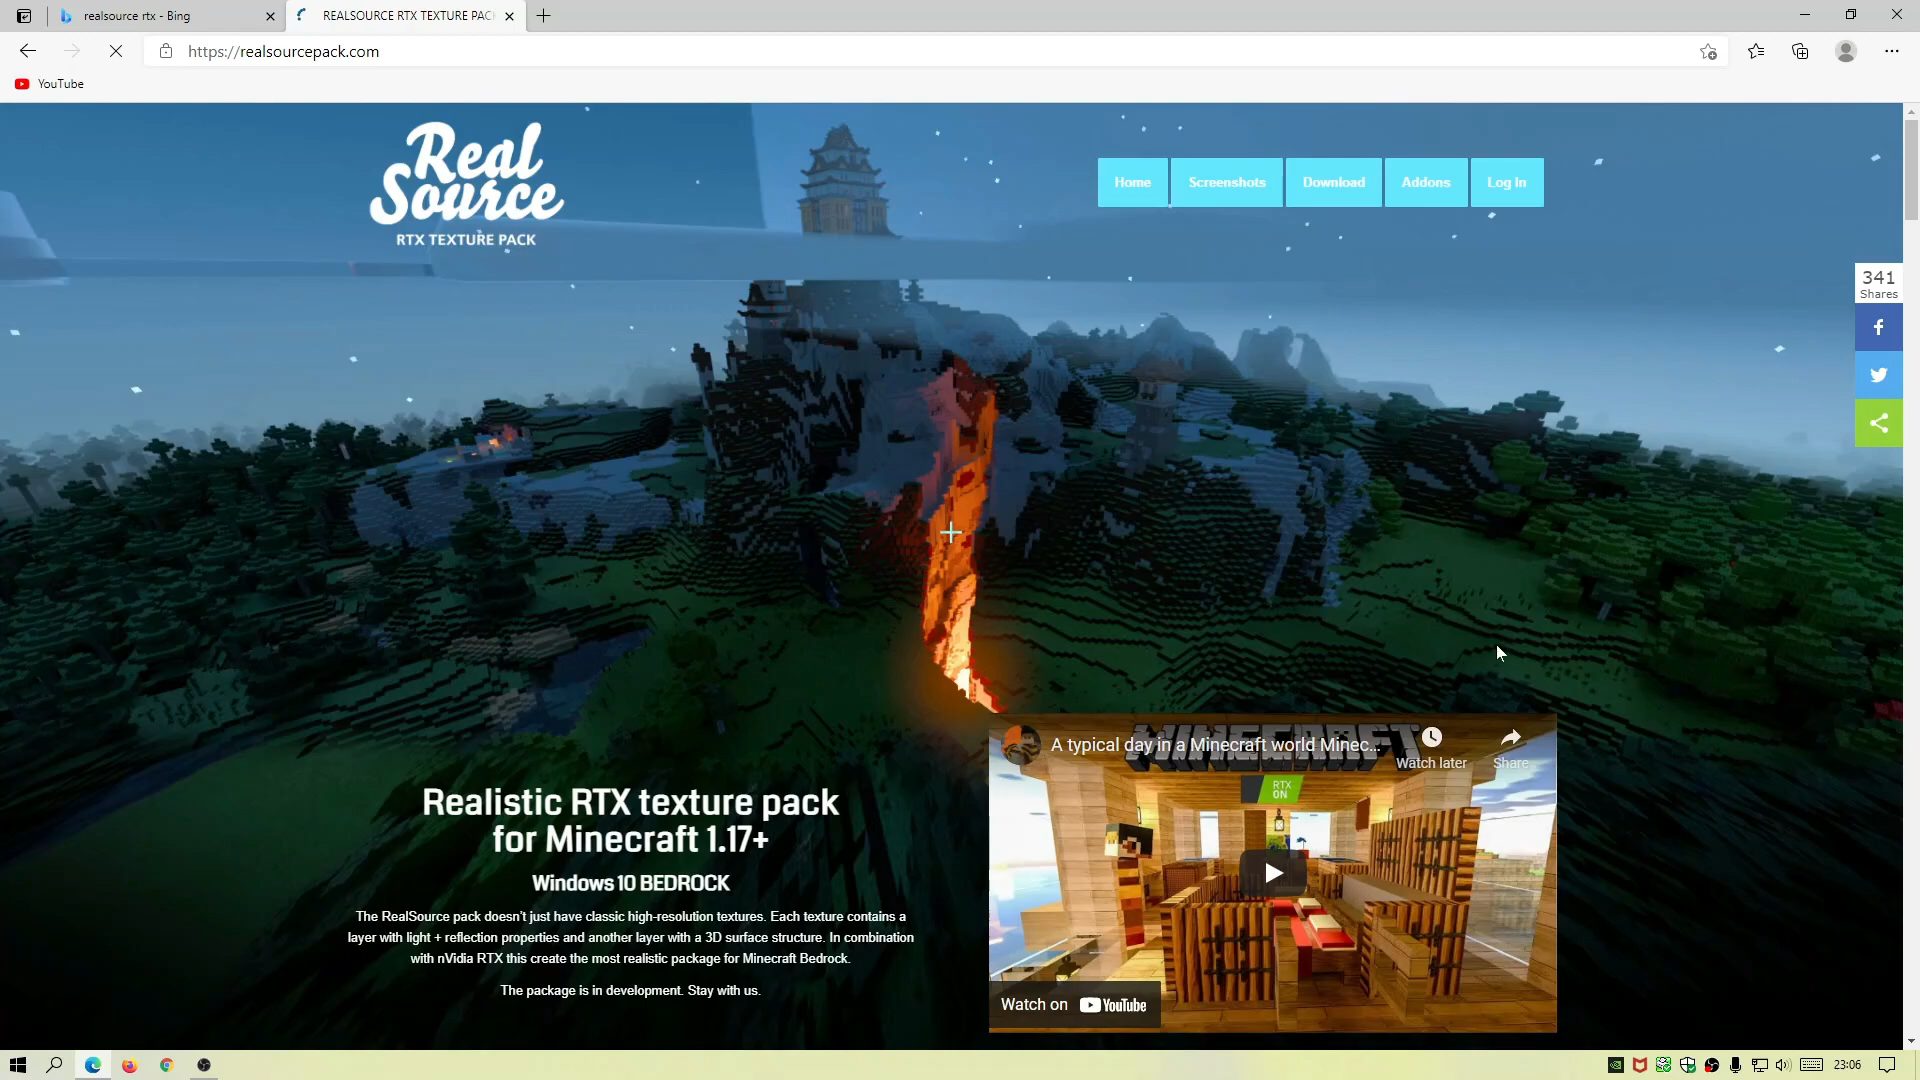 realsource rtx - Bing
REALSOURCE RTX TEXTURE PAC
https://realsourcepack.com
YouTube
Real
Source
RTX TEXTURE PACK
Home
Screenshots
Download
Addons
Log In
341
Shares
MINECRAFT
A typical day in a Minecraft world Minec...
Watch later
Share
RTX
ON
Realistic RTX texture pack
for Minecraft 1.17+
Windows 10 BEDROCK
The RealSource pack doesn't just have classic high-resolution textures. Each texture contains a
layer with light + reflection properties and another layer with a 3D surface structure. In combination
with nVidia RTX this create the most realistic package for Minecraft Bedrock.
The package is in development. Stay with us.
Watch on YouTube
23:06